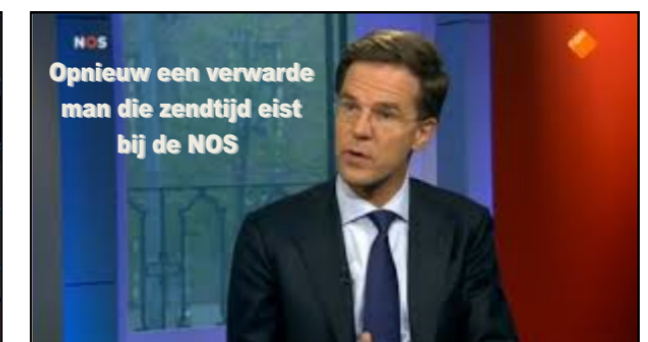 NOS
Opnieuw een verwarde
man die zendtijd eist
bij de NOS